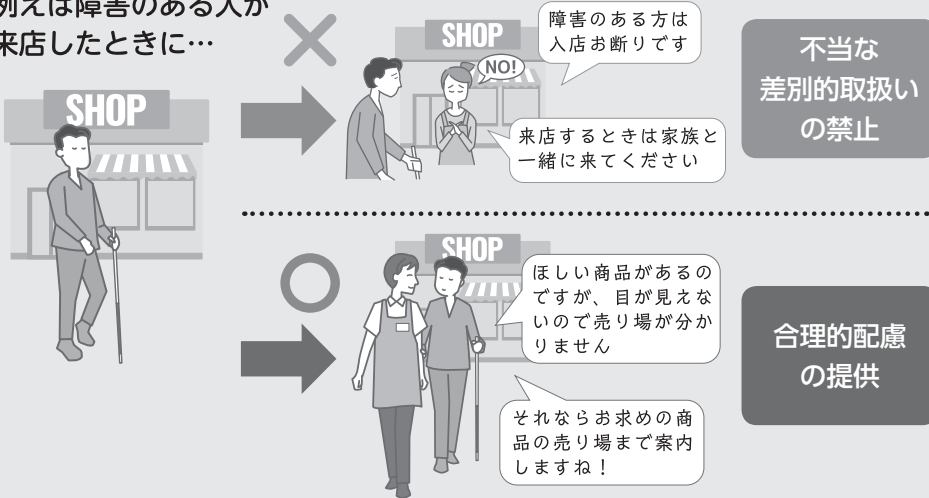 例えば障害のある人が
来店したときに…
SHOP
SHOP
NO!
障害のある方は
入店お断りです
来店するときは家族と
一緒に来てください
不当な
差別的取扱い
の禁止
SHOP
ほしい商品があるの
ですが、目が見えな
いので売り場が分か
りません
それならお求めの商
品の売り場まで案内
しますね！
合理的配慮
の提供